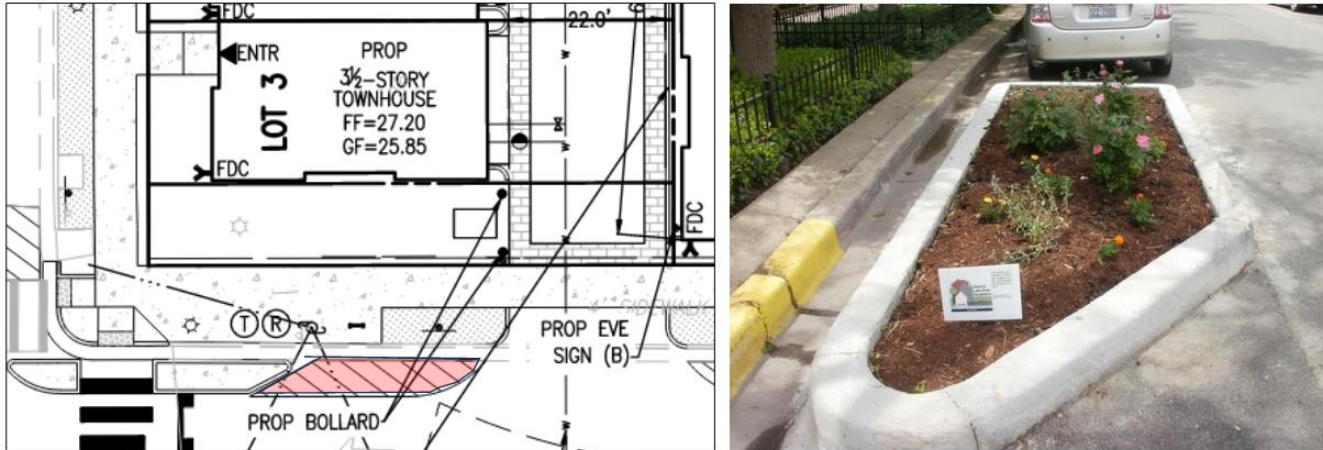 FDC
22.0'
ENTR
PROP
3½-STORY
TOWNHOUSE
FF=27.20
GF=25.85
LOT 3
FDC
FDC
SIDEWALK
T R
PROP EVE
SIGN (B)
PROP BOLLARD
W
W
W
W